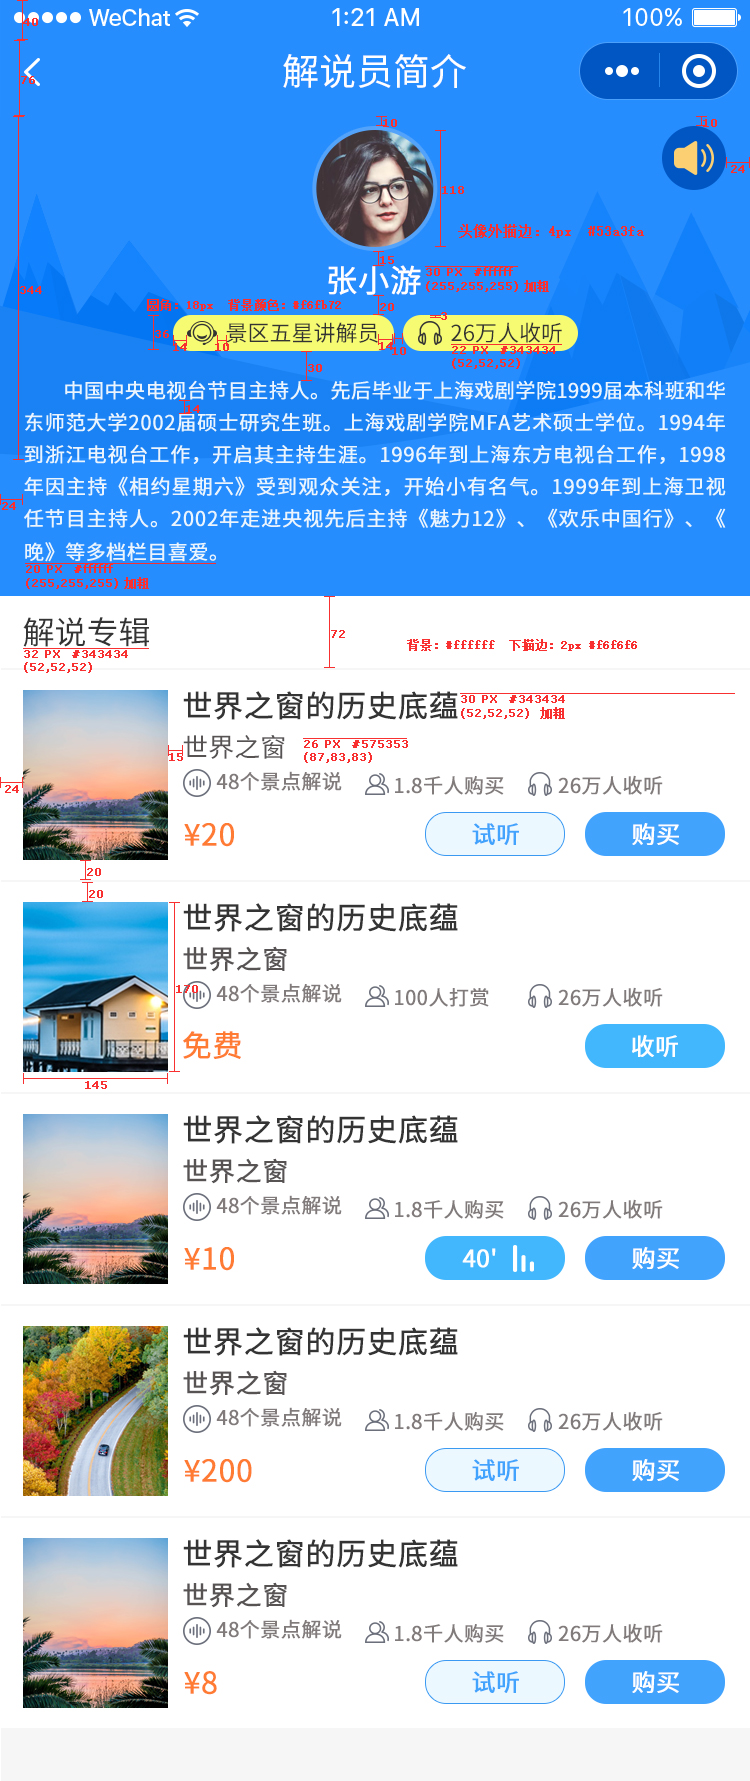 WeChat 1:21 AM 100%
40
76
解说员简介
10
10
118
24
头像外描边：4px #53a3fa
344
15
张小游
30 PX #ffffff
(255,255,255) 加粗
圆角：18px 背景颜色：#f6fb72
20
3
36
景区五星讲解员
26万人收听
14
10
14
10
22 PX #343434
(52,52,52)
30
中国中央电视台节目主持人。先后毕业于上海戏剧学院1999届本科班和华
东师范大学2002届硕士研究生班。上海戏剧学院MFA艺术硕士学位。1994年
到浙江电视台工作，开启其主持生涯。1996年到上海东方电视台工作，1998
年因主持《相约星期六》受到观众关注，开始小有名气。1999年到上海卫视
任节目主持人。2002年走进央视先后主持《魅力12》、《欢乐中国行》、《
晚》等多档栏目喜爱。
24
20 PX #ffffff
(255,255,255) 加粗
解说专辑
72
背景：#ffffff 下描边：2px #f6f6f6
32 PX #343434
(52,52,52)
世界之窗的历史底蕴
30 PX #343434
(52,52,52) 加粗
世界之窗
26 PX #575353
(87,83,83)
15
24
48个景点解说 1.8千人购买 26万人收听
¥20 试听 购买
20
20
世界之窗的历史底蕴
世界之窗
170
48个景点解说 100人打赏 26万人收听
免费 收听
145
世界之窗的历史底蕴
世界之窗
48个景点解说 1.8千人购买 26万人收听
¥10 40' 购买
世界之窗的历史底蕴
世界之窗
48个景点解说 1.8千人购买 26万人收听
¥200 试听 购买
世界之窗的历史底蕴
世界之窗
48个景点解说 1.8千人购买 26万人收听
¥8 试听 购买